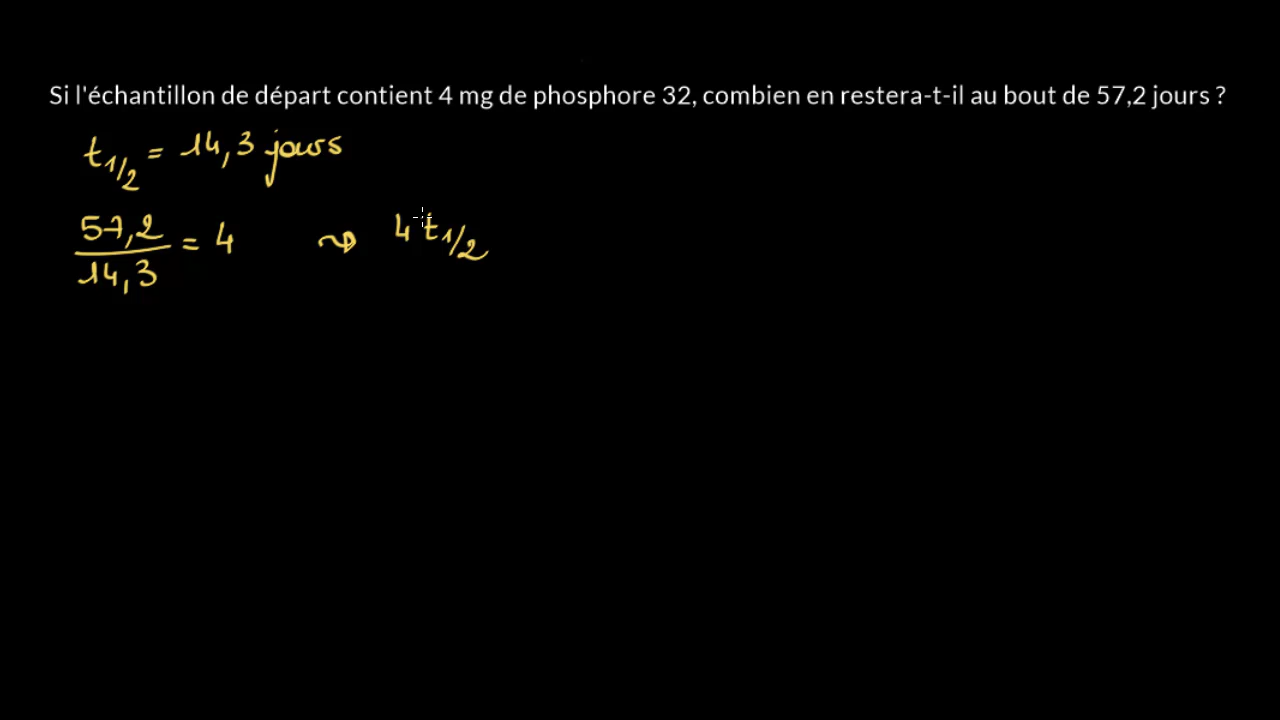 Si l'échantillon de départ contient 4 mg de phosphore 32, combien en restera-t-il au bout de 57,2 jours ?
t1/2 = 14,3 jours
57,2 / 14,3 = 4 ⇝ 4 t1/2